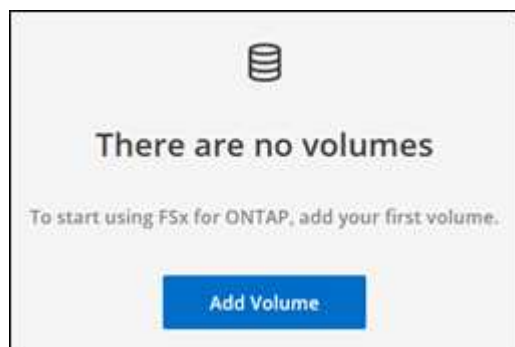 There are no volumes
To start using FSx for ONTAP, add your first volume.
Add Volume